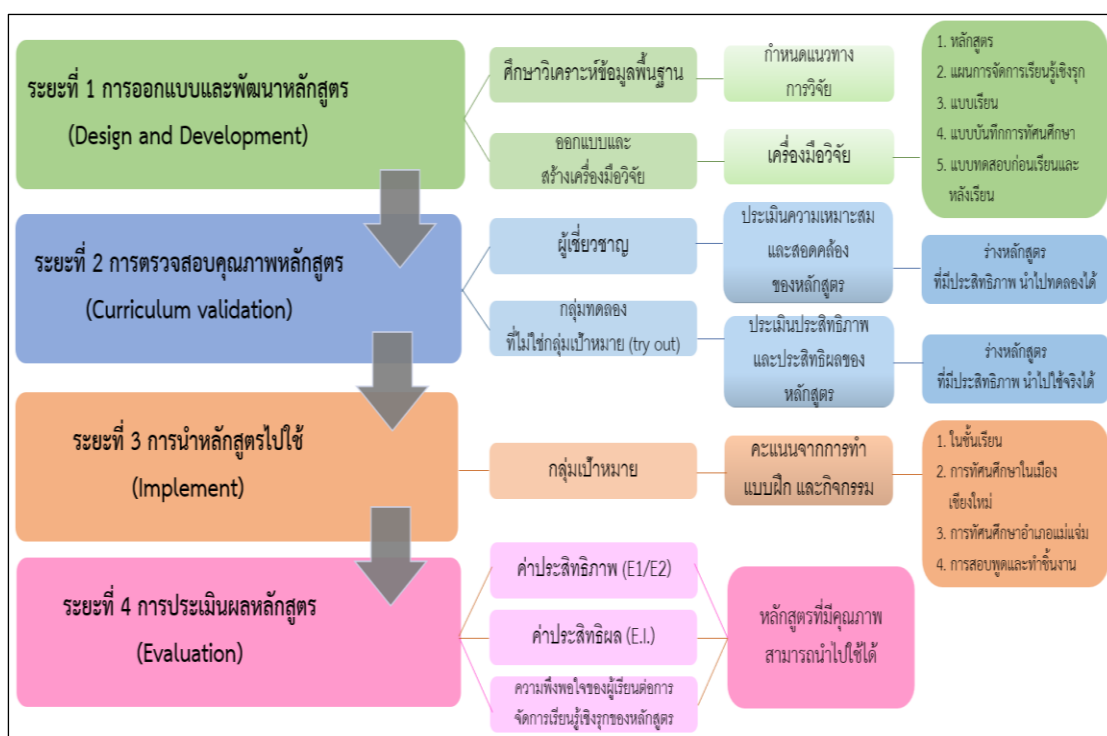 ระยะที่ 1 การออกแบบและพัฒนาหลักสูตร
(Design and Development)
ศึกษาวิเคราะห์ข้อมูลพื้นฐาน
กำหนดแนวทาง
การวิจัย
ออกแบบและ
สร้างเครื่องมือวิจัย
เครื่องมือวิจัย
1. หลักสูตร
2. แผนการจัดการเรียนรู้เชิงรุก
3. แบบเรียน
4. แบบบันทึกการทัศนศึกษา
5. แบบทดสอบก่อนเรียนและ
หลังเรียน
ระยะที่ 2 การตรวจสอบคุณภาพหลักสูตร
(Curriculum validation)
ผู้เชี่ยวชาญ
ประเมินความเหมาะสม
และสอดคล้อง
ของหลักสูตร
ร่างหลักสูตร
ที่มีประสิทธิภาพ นำไปทดลองได้
กลุ่มทดลอง
ที่ไม่ใช่กลุ่มเป้าหมาย (try out)
ประเมินประสิทธิภาพ
และประสิทธิผลของ
หลักสูตร
ร่างหลักสูตร
ที่มีประสิทธิภาพ นำไปใช้จริงได้
ระยะที่ 3 การนำหลักสูตรไปใช้
(Implement)
กลุ่มเป้าหมาย
คะแนนจากการทำ
แบบฝึก และกิจกรรม
1. ในชั้นเรียน
2. การทัศนศึกษาในเมือง
เชียงใหม่
3. การทัศนศึกษาอำเภอแม่แจ่ม
4. การสอบพูดและทำชิ้นงาน
ระยะที่ 4 การประเมินผลหลักสูตร
(Evaluation)
ค่าประสิทธิภาพ (E1/E2)
ค่าประสิทธิผล (E.I.)
ความพึงพอใจของผู้เรียนต่อการ
จัดการเรียนรู้เชิงรุกของหลักสูตร
หลักสูตรที่มีคุณภาพ
สามารถนำไปใช้ได้